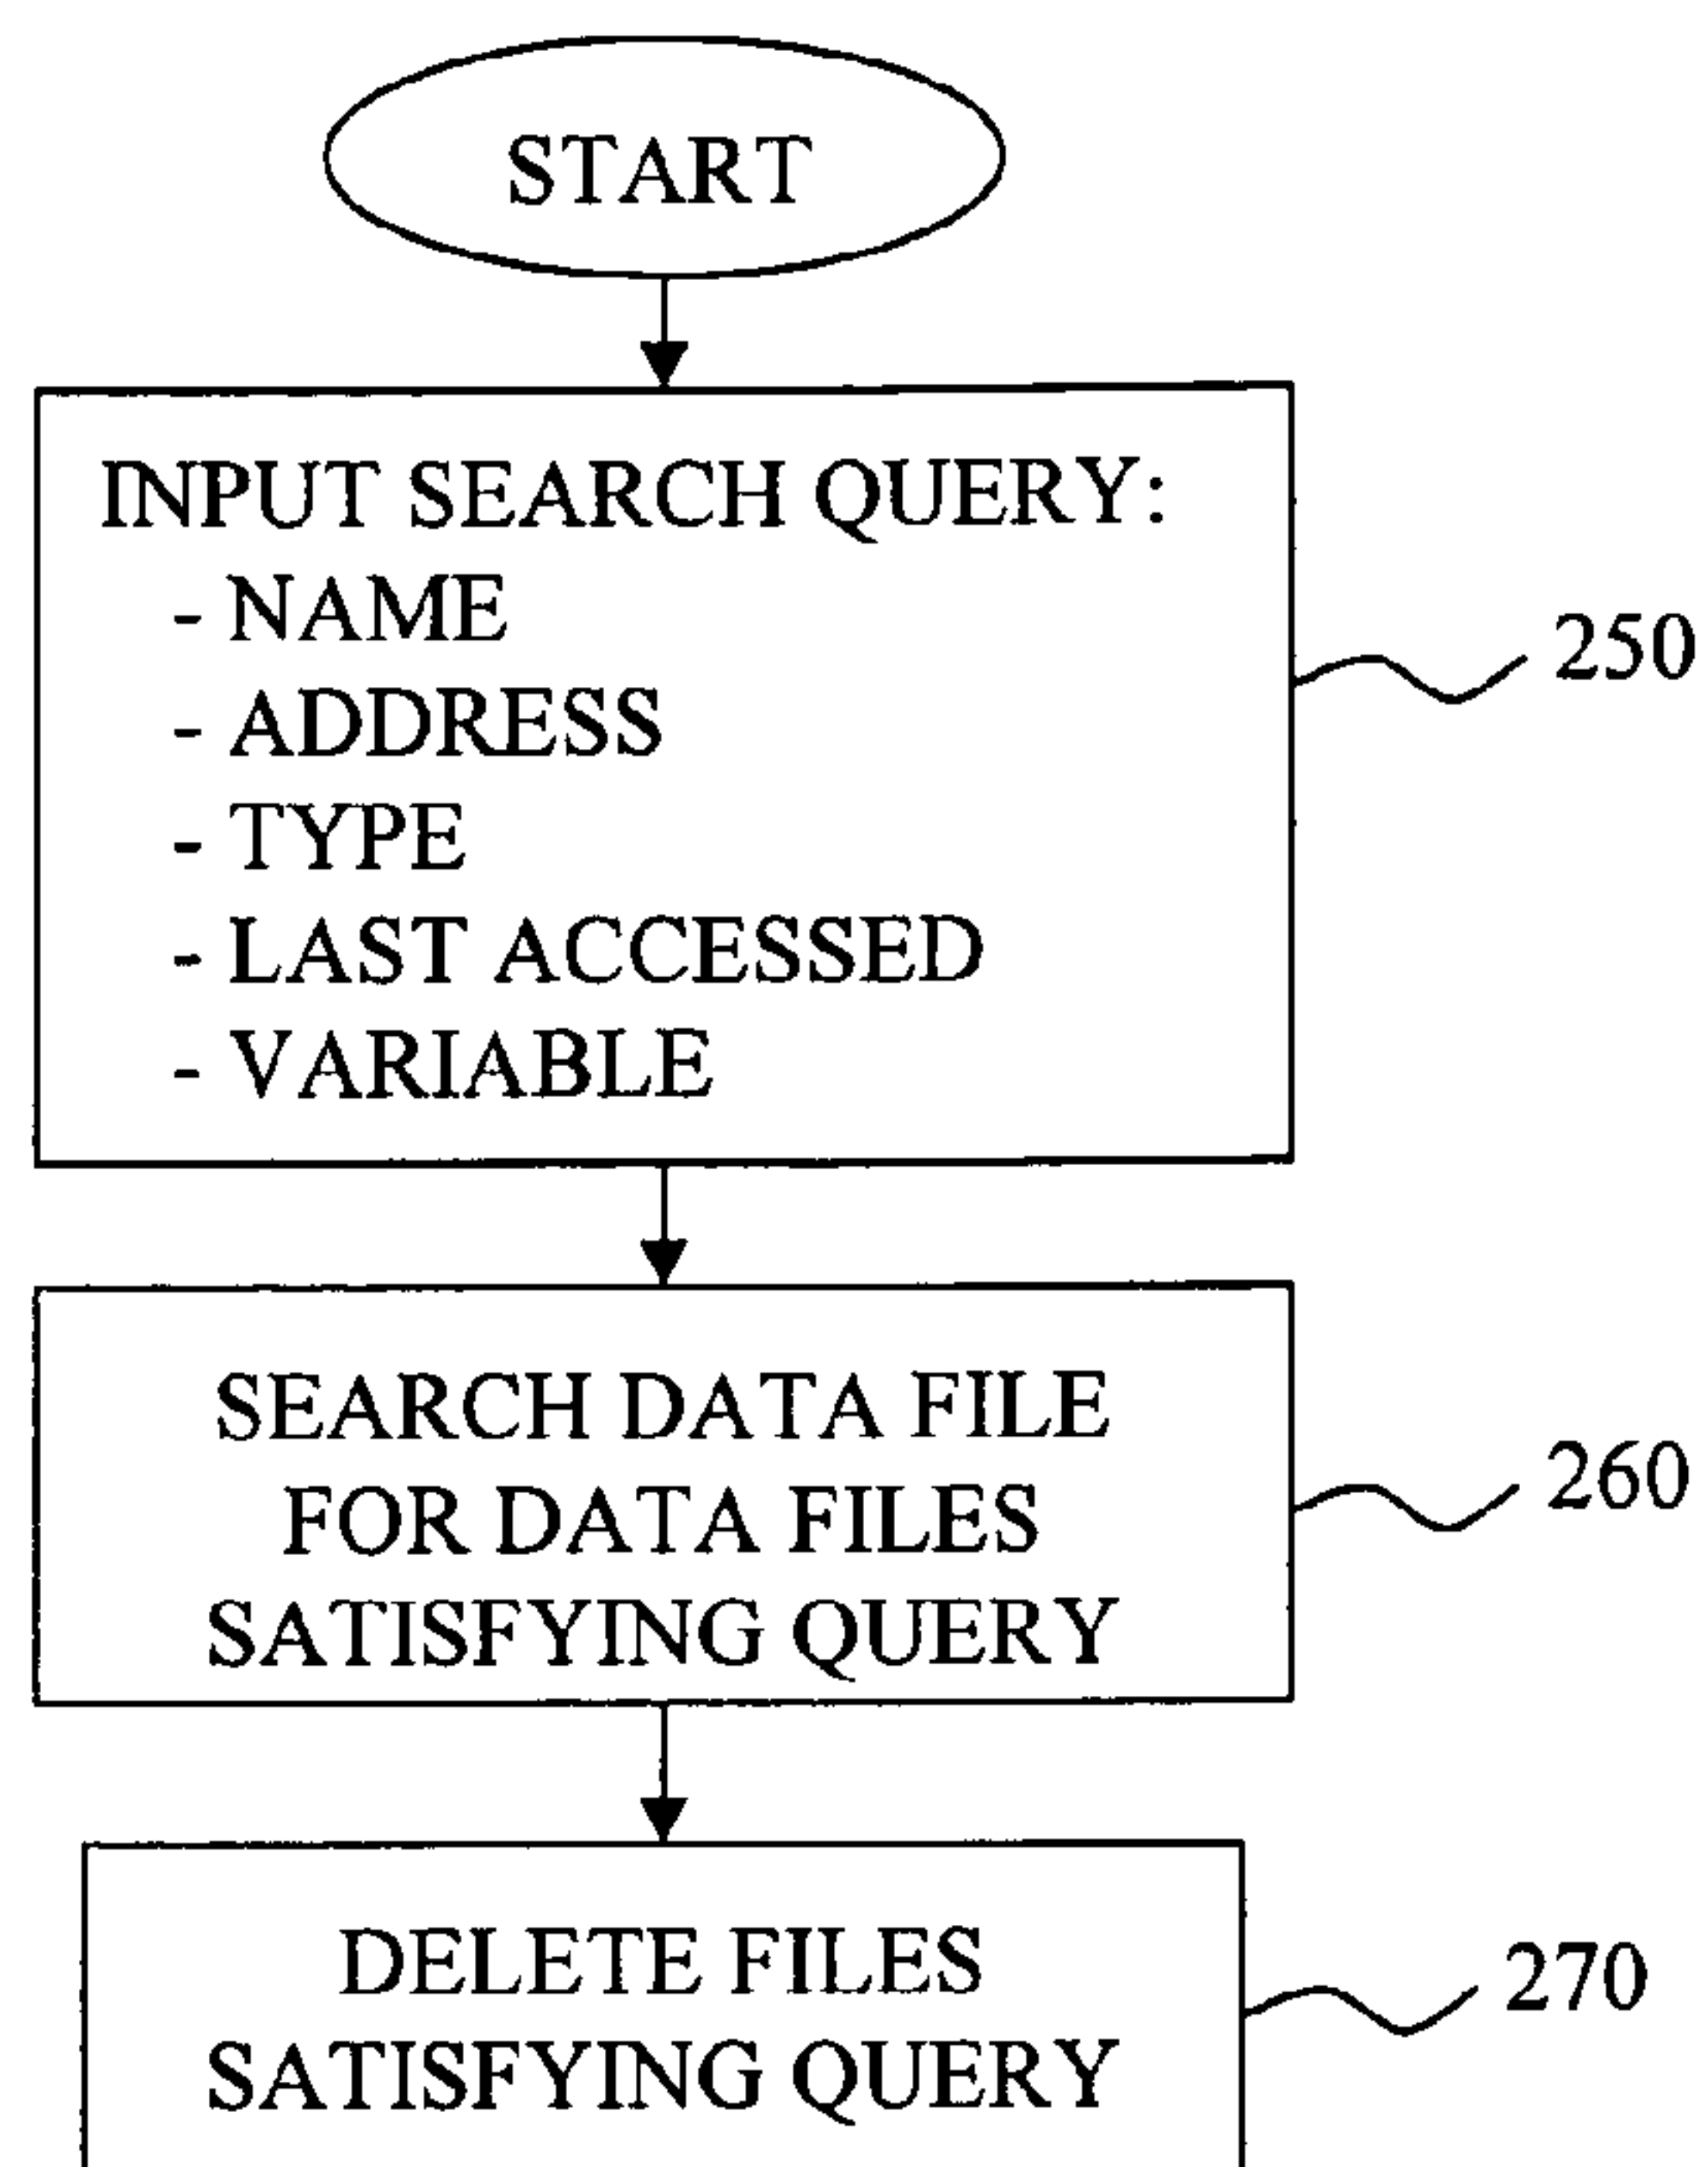 START
INPUT SEARCH QUERY:
- NAME
- ADDRESS
250
- TYPE
- LAST ACCESSED
- VARIABLE
SEARCH DATA FILE
FOR DATA FILES
SATISFYING QUERY
260
DELETE FILES
SATISFYING QUERY
270